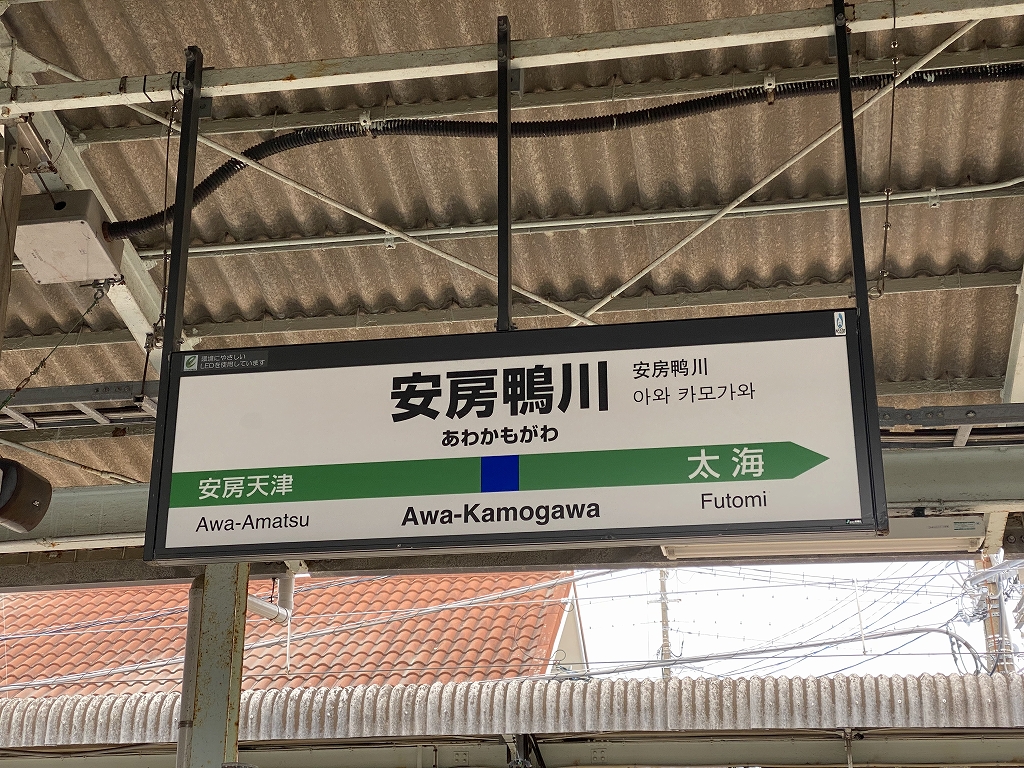 環境にやさしい
LEDを使用しています
安房鴨川
安房鸭川
아와 카모가와
あわかもがわ
安房天津
太海
Awa-Amatsu
Awa-Kamogawa
Futomi